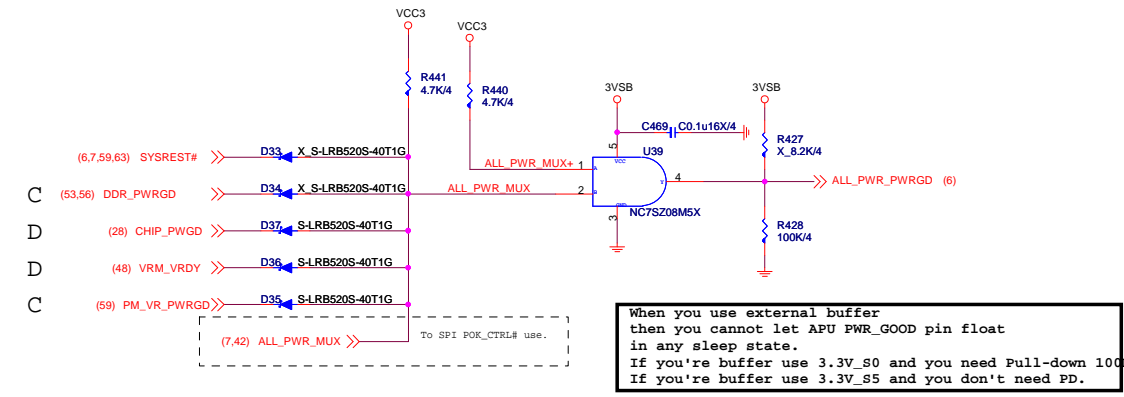 VCC3
VCC3
R441
4.7K/4
R440
4.7K/4
3VSB
3VSB
C469 C0.1u16X/4
R427
X_8.2K/4
(6,7,59,63) SYSREST# D33 X_S-LRB520S-40T1G
ALL_PWR_MUX+ 1 A 5 VCC U39
C (53,56) DDR_PWRGD D34 X_S-LRB520S-40T1G ALL_PWR_MUX 2 B Y 4 ALL_PWR_PWRGD (6)
GND 3 NC7SZ08M5X
R428
100K/4
D (28) CHIP_PWGD D37 S-LRB520S-40T1G
D (48) VRM_VRDY D36 S-LRB520S-40T1G
C (59) PM_VR_PWRGD D35 S-LRB520S-40T1G
(7,42) ALL_PWR_MUX To SPI POK_CTRL# use.
When you use external buffer
then you cannot let APU PWR_GOOD pin float
in any sleep state.
If you're buffer use 3.3V_S0 and you need Pull-down 100
If you're buffer use 3.3V_S5 and you don't need PD.